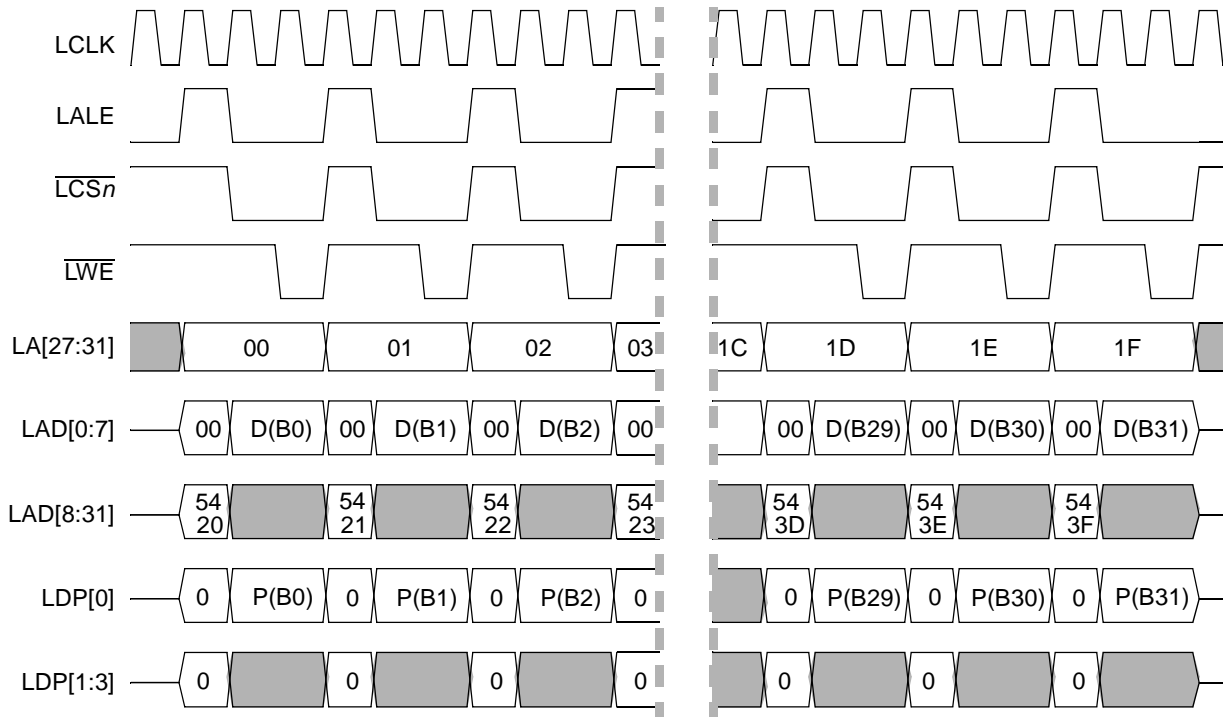 LCLK
LALE
LCSn
LWE
LA[27:31] 00 01 02 03 1C 1D 1E 1F
LAD[0:7] 00 D(B0) 00 D(B1) 00 D(B2) 00 00 D(B29) 00 D(B30) 00 D(B31)
LAD[8:31] 54 54 54 54 54 54 54
20 21 22 23 3D 3E 3F
LDP[0] 0 P(B0) 0 P(B1) 0 P(B2) 0 0 P(B29) 0 P(B30) 0 P(B31)
LDP[1:3] 0 0 0 0 0 0 0